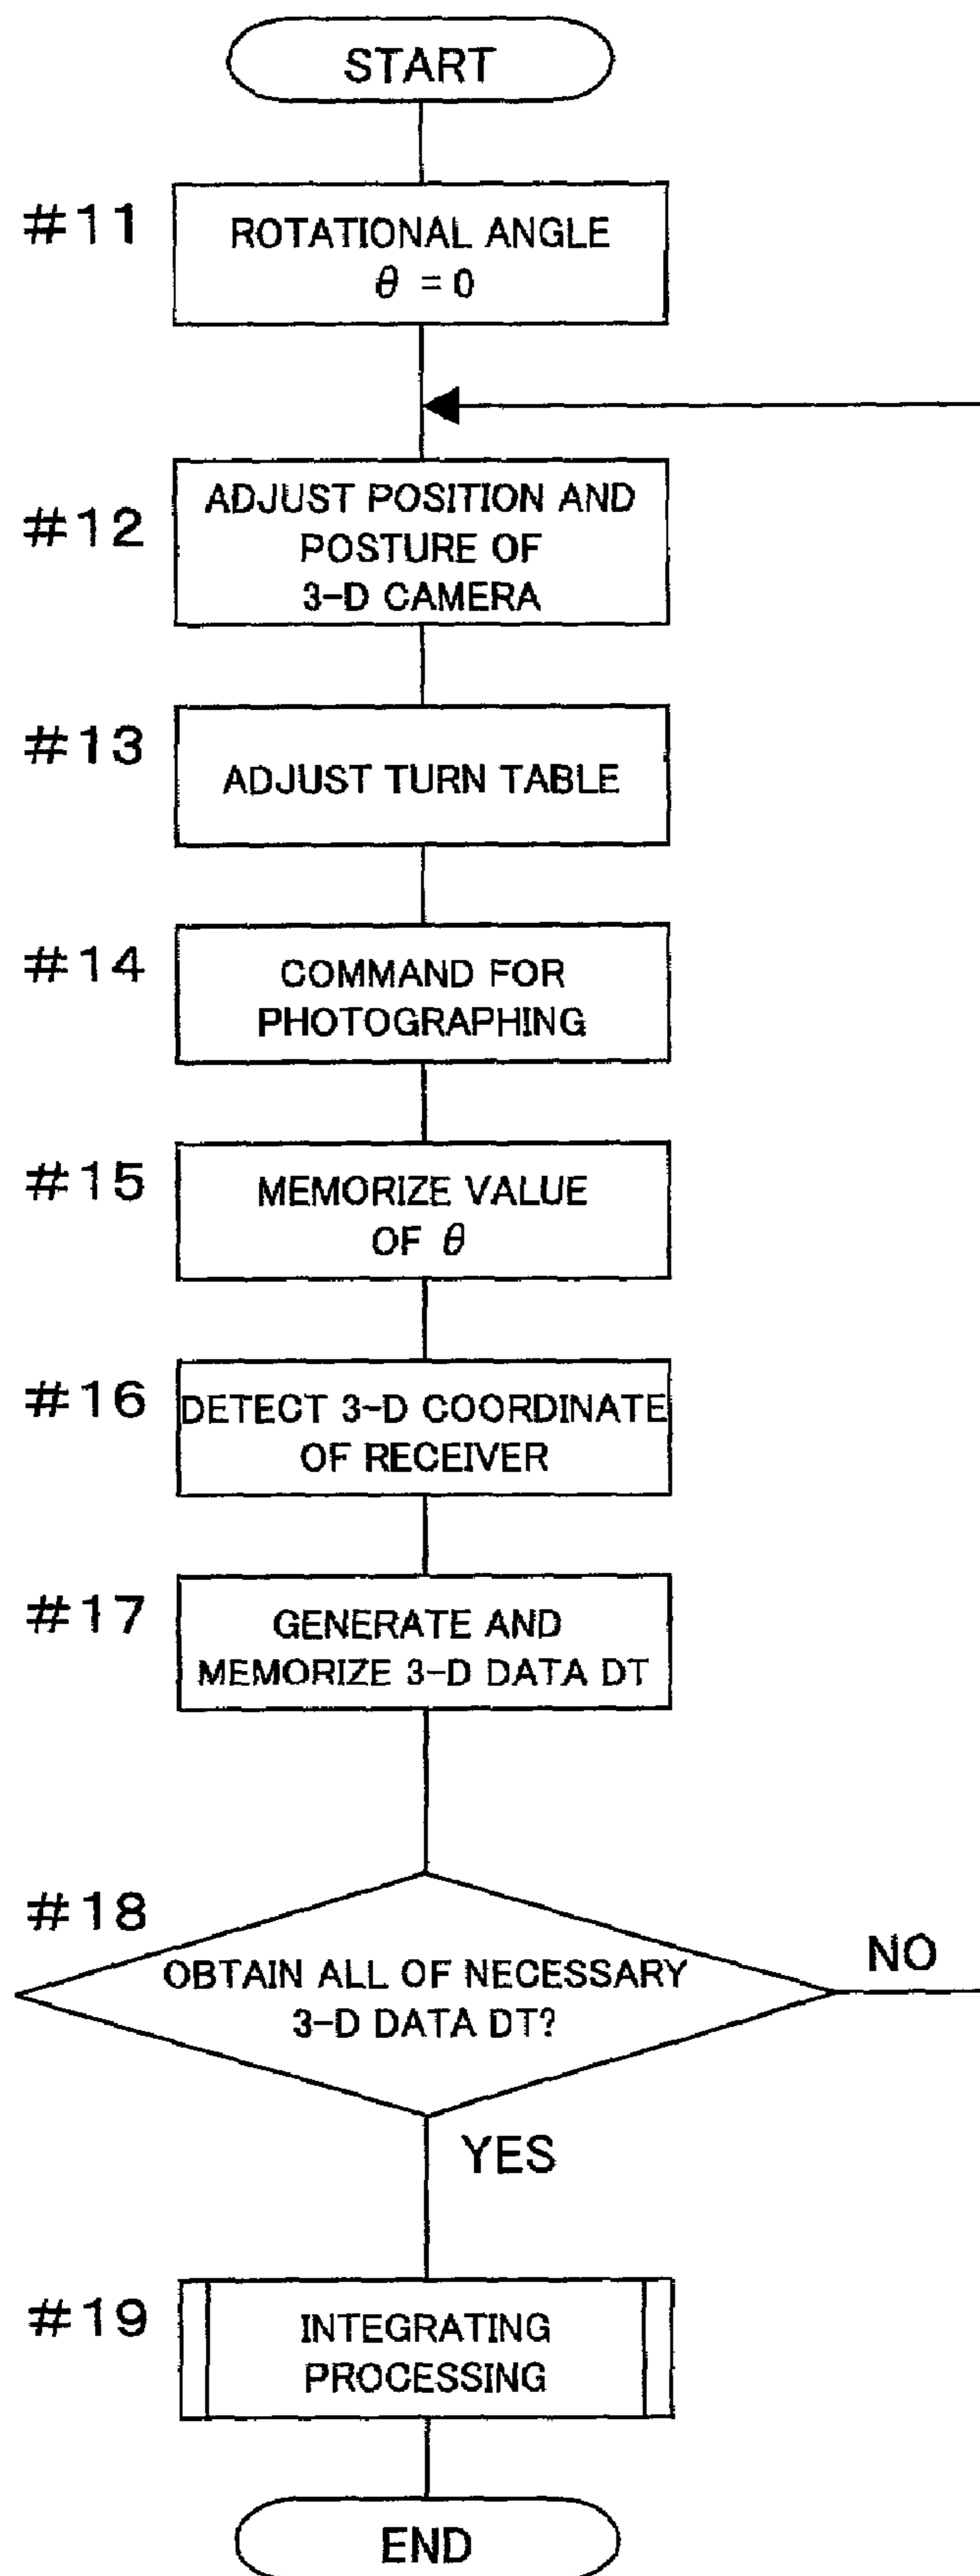 START
#11
ROTATIONAL ANGLE
θ = 0
#12
ADJUST POSITION AND
POSTURE OF
3-D CAMERA
#13
ADJUST TURN TABLE
#14
COMMAND FOR
PHOTOGRAPHING
#15
MEMORIZE VALUE
OF θ
#16
DETECT 3-D COORDINATE
OF RECEIVER
#17
GENERATE AND
MEMORIZE 3-D DATA DT
#18
OBTAIN ALL OF NECESSARY
3-D DATA DT?
NO
YES
#19
INTEGRATING
PROCESSING
END